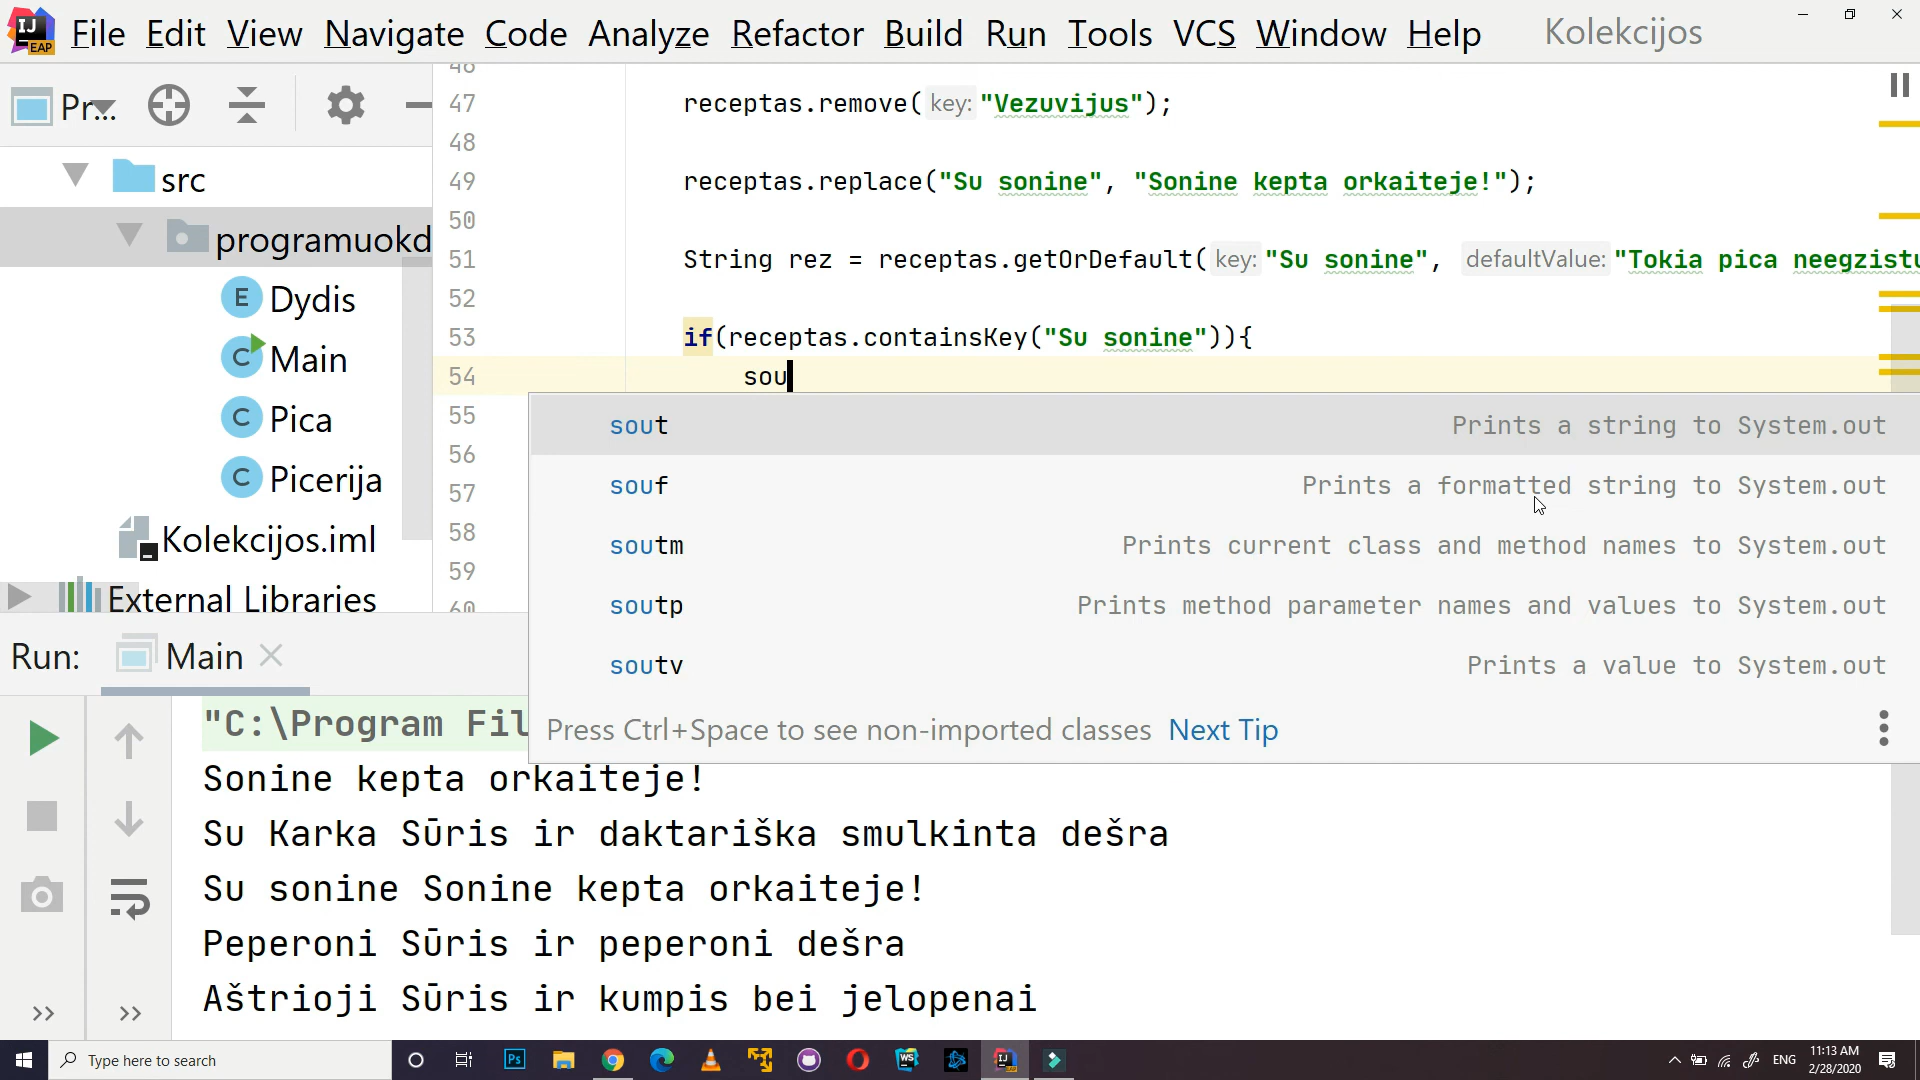 IJ EAP File Edit View Navigate Code Analyze Refactor Build Run Tools VCS Window Help Kolekcijos
Pr...
src
programuokd
E Dydis
C Main
C Pica
C Picerija
Kolekcijos.iml
External Libraries
46
47 receptas.remove( key: "Vezuvijus");
48
49 receptas.replace("Su sonine", "Sonine kepta orkaiteje!");
50
51 String rez = receptas.getOrDefault( key: "Su sonine", defaultValue: "Tokia pica neegzistu
52
53 if(receptas.containsKey("Su sonine")){
54 sou
55
56
57
58
59
60
sout Prints a string to System.out
souf Prints a formatted string to System.out
soutm Prints current class and method names to System.out
soutp Prints method parameter names and values to System.out
soutv Prints a value to System.out
Press Ctrl+Space to see non-imported classes Next Tip
Run: Main
"C:\Program Fil
Sonine kepta orkaiteje!
Su Karka Sūris ir daktariška smulkinta dešra
Su sonine Sonine kepta orkaiteje!
Peperoni Sūris ir peperoni dešra
Aštrioji Sūris ir kumpis bei jelopenai
Type here to search
Ps
WS
IJ
ENG
11:13 AM
2/28/2020